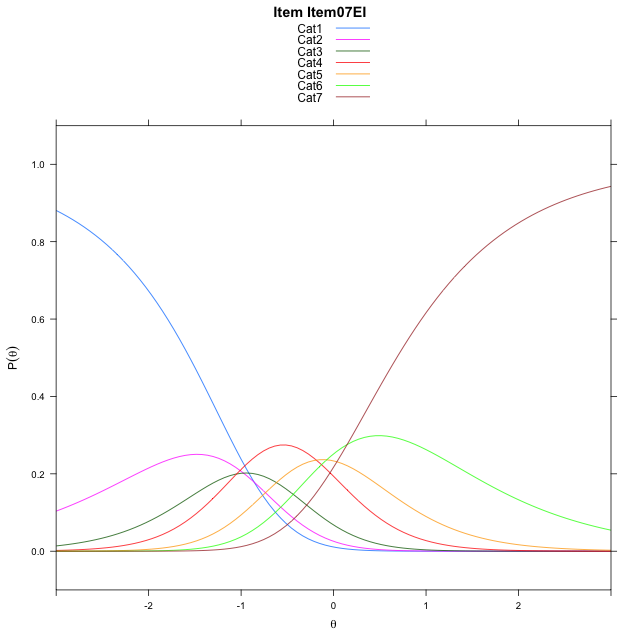 Item Item07EI
Cat1
Cat2
Cat3
Cat4
Cat5
Cat6
Cat7
1.0
0.8
0.6
0.4
0.2
0.0
P(θ)
-2 -1 0 1 2
θ